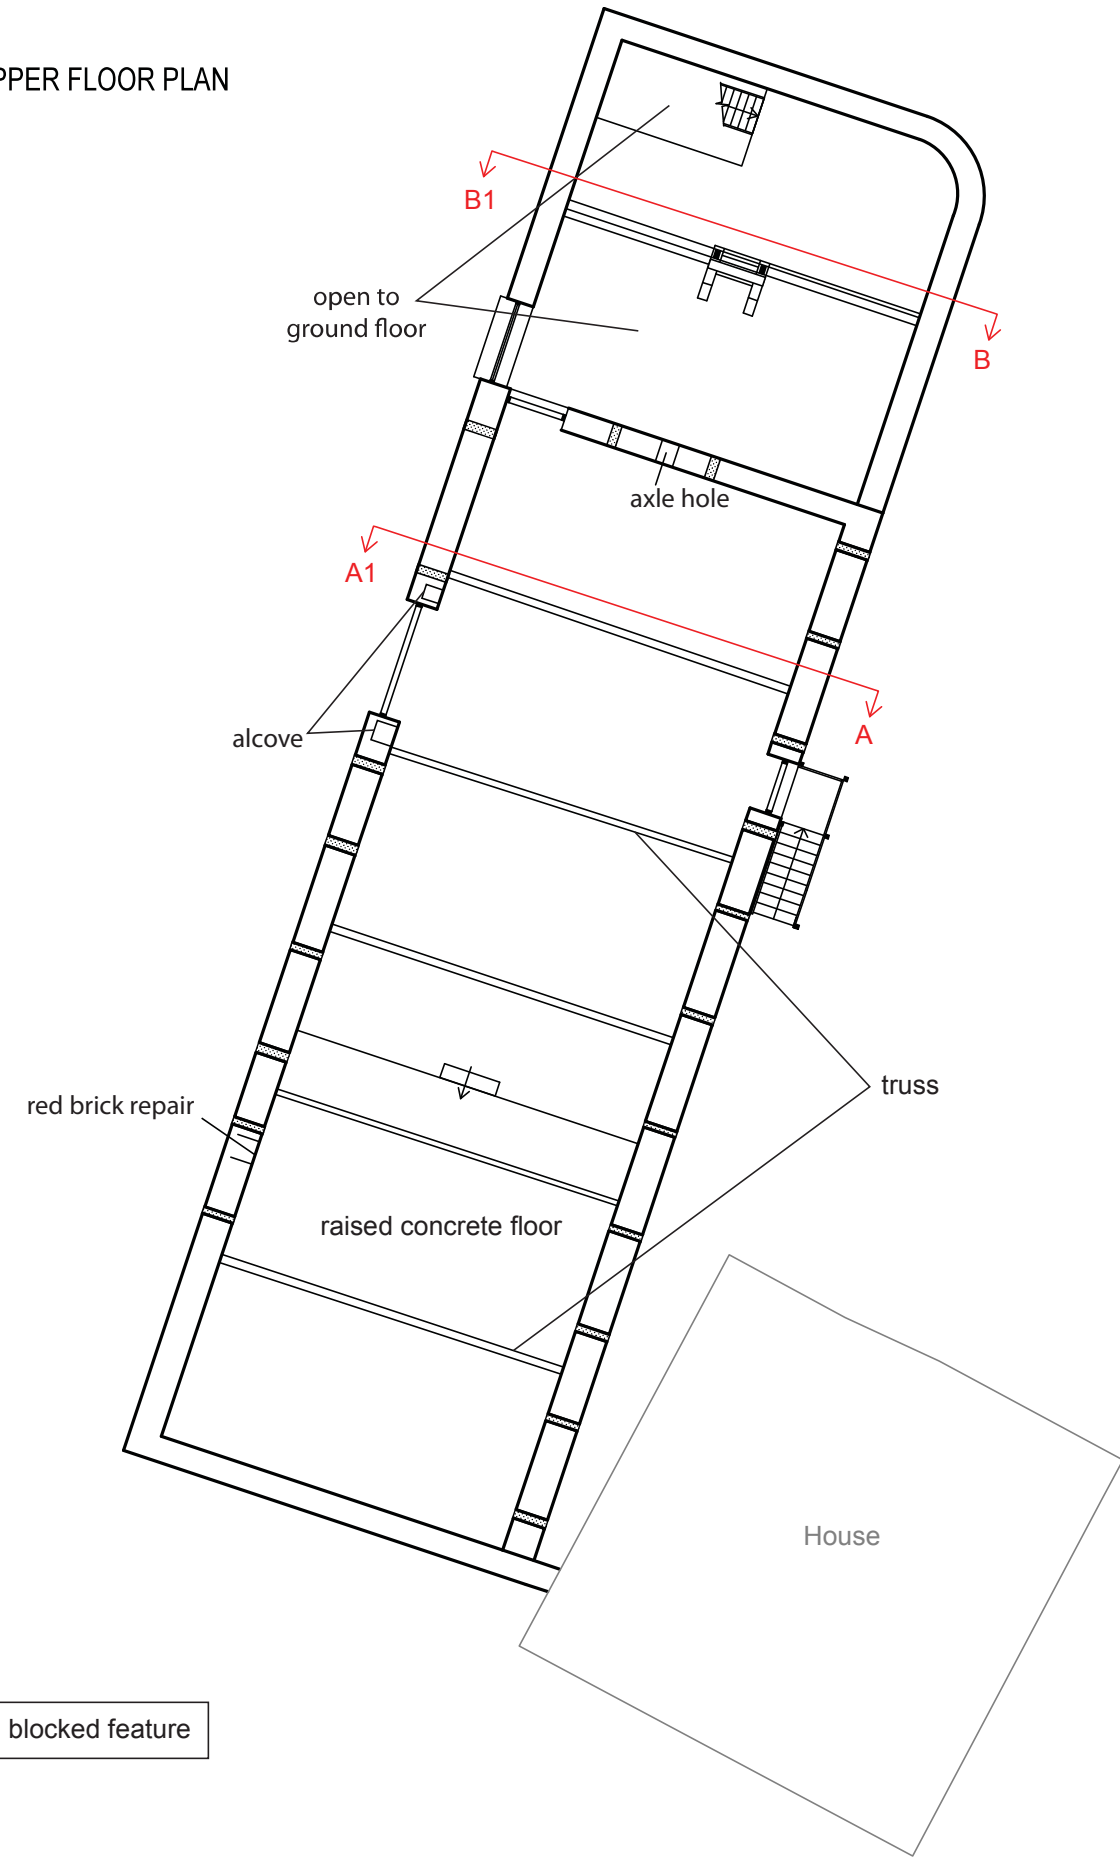 PPER FLOOR PLAN
B1
open to
ground floor
B
axle hole
A1
alcove
A
truss
red brick repair
raised concrete floor
House
blocked feature